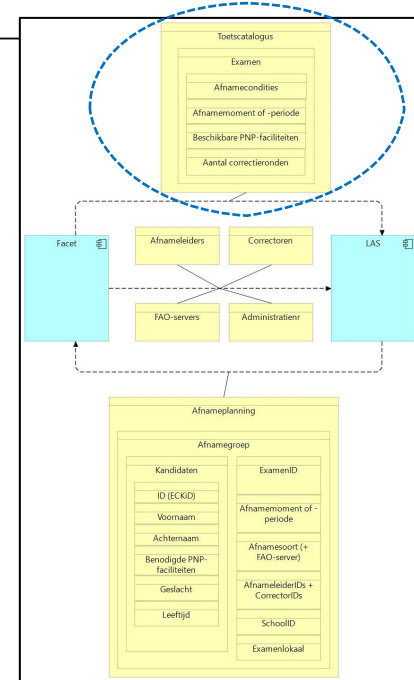 Toetscatalogus
Examen
Afnamecondities
Afnamemoment of -periode
Beschikbare PNP-faciliteiten
Aantal correctieronden
Facet
Afnameleiders
Correctoren
LAS
FAO-servers
Administratienr
Afnameplanning
Afnamegroep
Kandidaten
ID (ECKiD)
Voornaam
Achternaam
Benodigde PNP-
faciliteiten
Geslacht
Leeftijd
ExamenID
Afnamemoment of -
periode
Afnamesoort (+
FAO-server)
AfnameleiderIDs +
CorrectorIDs
SchoolID
Examenlokaal